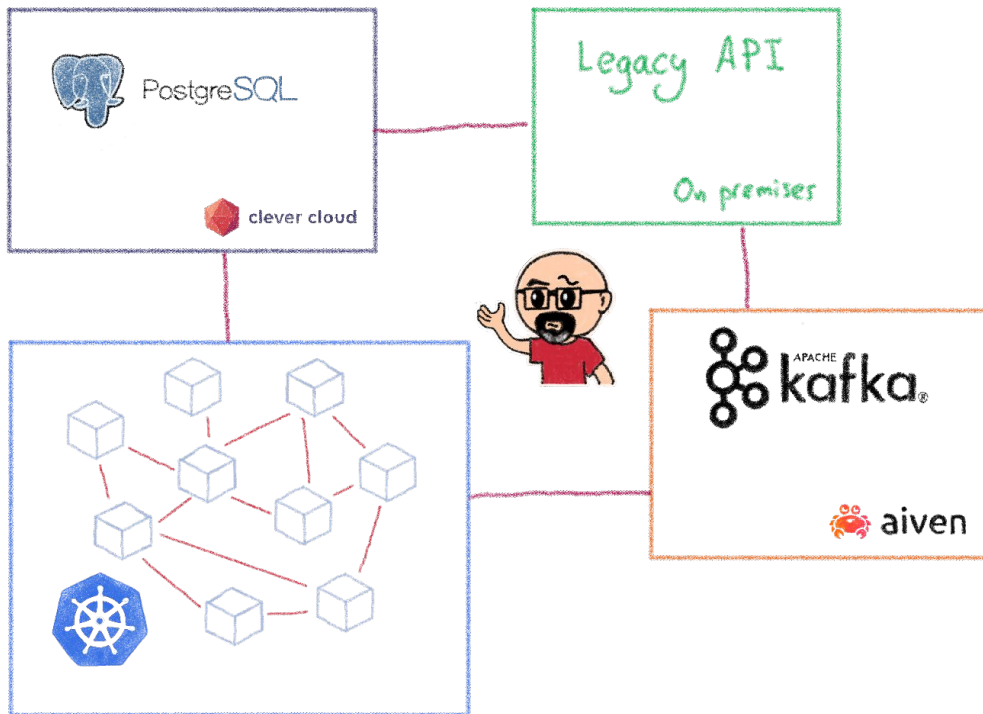 PostgreSQL
clever cloud
Legacy API
On premises
APACHE
kafka®
aiven